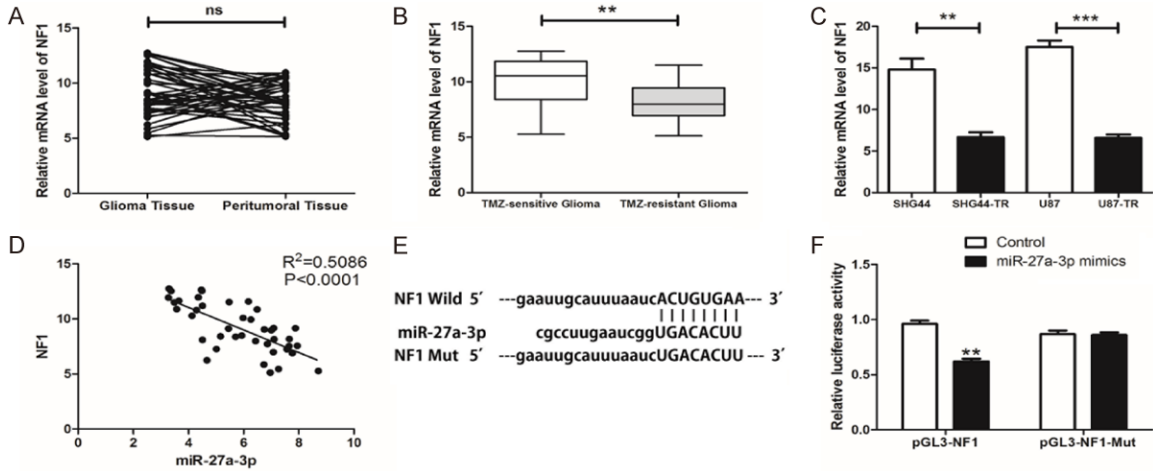 A
ns
Relative mRNA level of NF1
15
10
5
0
Glioma Tissue
Peritumoral Tissue
B
**
Relative mRNA level of NF1
15
10
5
0
TMZ-sensitive Glioma
TMZ-resistant Glioma
C
**
***
Relative mRNA level of NF1
20
15
10
5
0
SHG44
SHG44-TR
U87
U87-TR
D
R²=0.5086
P<0.0001
NF1
15
10
5
0
0
2
4
6
8
10
miR-27a-3p
E
NF1 Wild 5′ ---gaauugcauuuaaucACUGUGAA--- 3′
miR-27a-3p cgccuugaaucggUGACACUU
NF1 Mut 5′ ---gaauugcauuuaaucUGACACUU --- 3′
F
Control
miR-27a-3p mimics
Relative luciferase activity
1.5
1.0
0.5
0.0
**
pGL3-NF1
pGL3-NF1-Mut